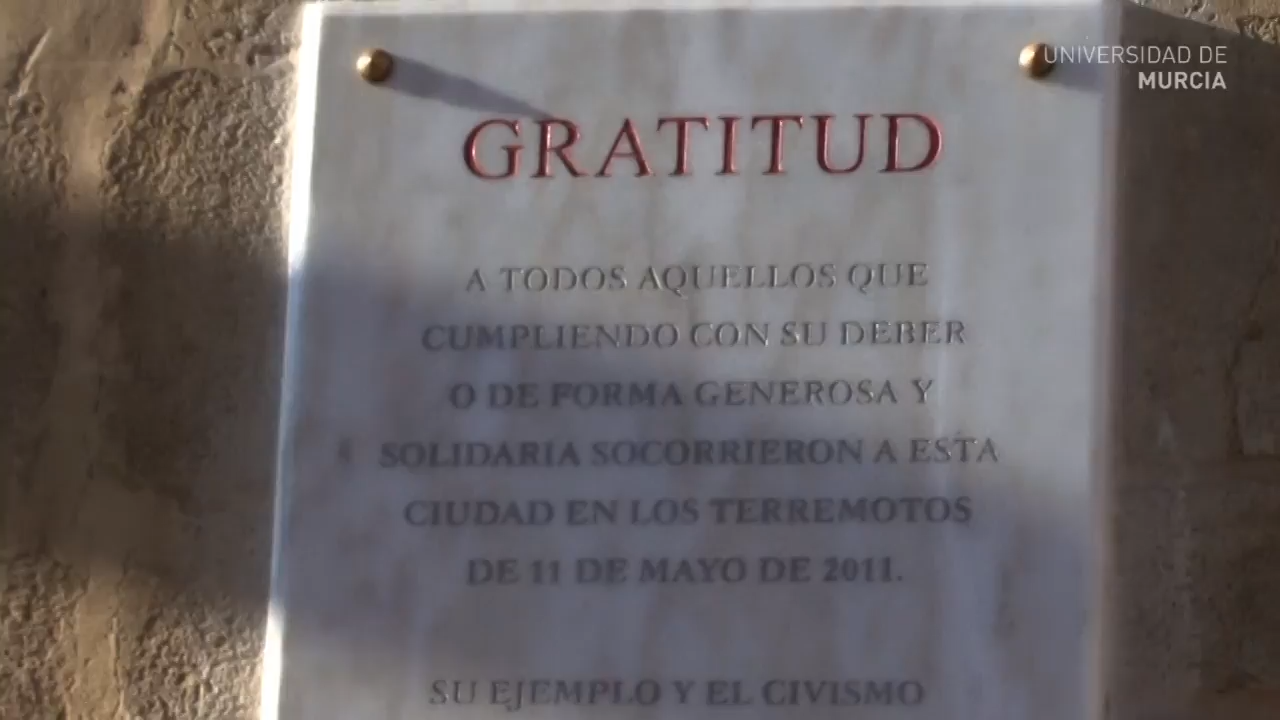 UNIVERSIDAD DE
MURCIA
GRATITUD
A TODOS AQUELLOS QUE
CUMPLIENDO CON SU DEBER
O DE FORMA GENEROSA Y
SOLIDARIA SOCORRIERON A ESTA
CIUDAD EN LOS TERREMOTOS
DE 11 DE MAYO DE 2011.
SU EJEMPLO Y EL CIVISMO